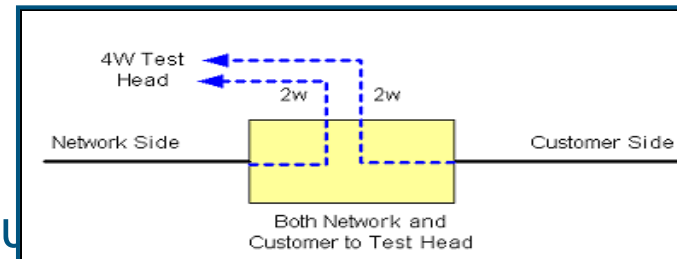 4W Test
Head
2w
2w
Network Side
Customer Side
Both Network and
Customer to Test Head